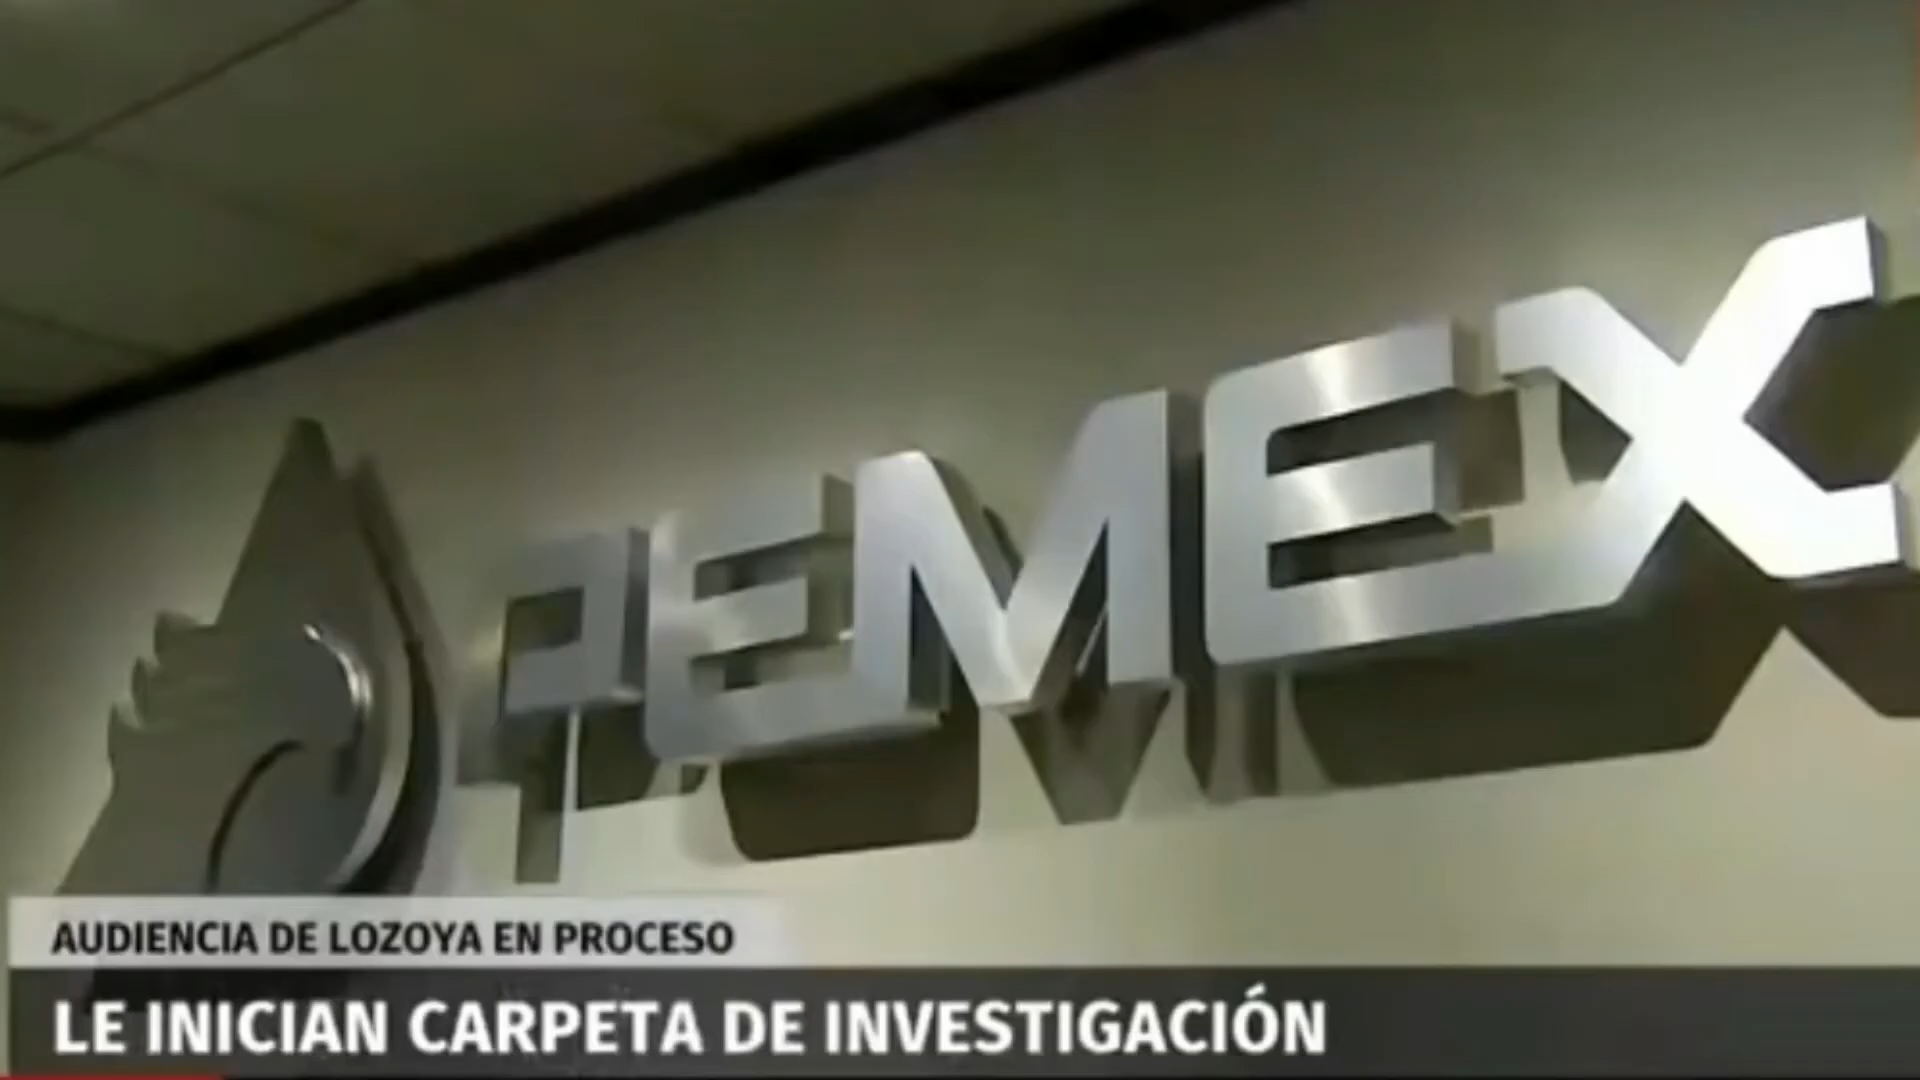 PEMEX
AUDIENCIA DE LOZOYA EN PROCESO
LE INICIAN CARPETA DE INVESTIGACIÓN